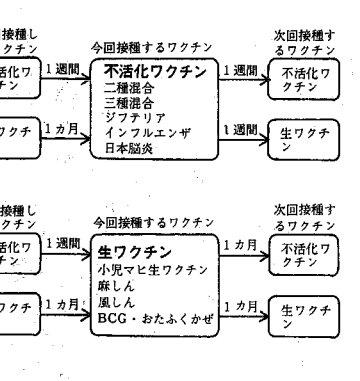 接種し
クチン
今回接種するワクチン
次回接種す
るワクチン
活化ワ
チン
1週間
不活化ワクチン
二種混合
三種混合
ジフテリア
インフルエンザ
日本脳炎
1週間
不活化ワ
クチン
ワクチ
1カ月
1週間
生ワクチ
ン
接種し
クチン
今回接種するワクチン
次回接種す
るワクチン
活化ワ
チン
1週間
生ワクチン
小児マヒ生ワクチン
麻しん
風しん
BCG・おたふくかぜ
1カ月
不活化ワ
クチン
ワクチ
1カ月
1カ月
生ワクチ
ン